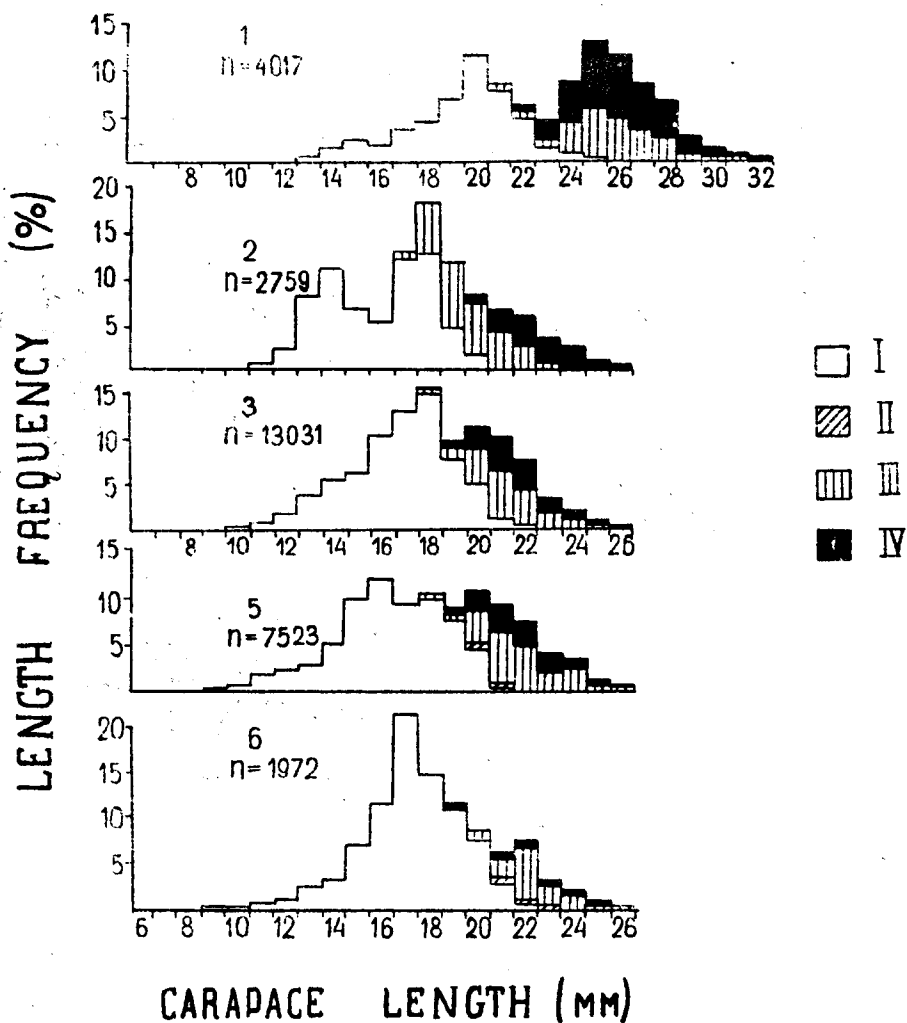 LENGTH FREQUENCY (%)
15
10
5
1
n=4017
8 10 12 14 16 18 20 22 24 26 28 30 32
20
15
10
5
2
n=2759
15
10
5
3
n=13031
8 10 12 14 16 18 20 22 24 26
15
10
5
5
n=7523
20
15
10
5
6
n=1972
6 8 10 12 14 16 18 20 22 24 26
CARAPACE LENGTH (MM)
I
II
III
IV